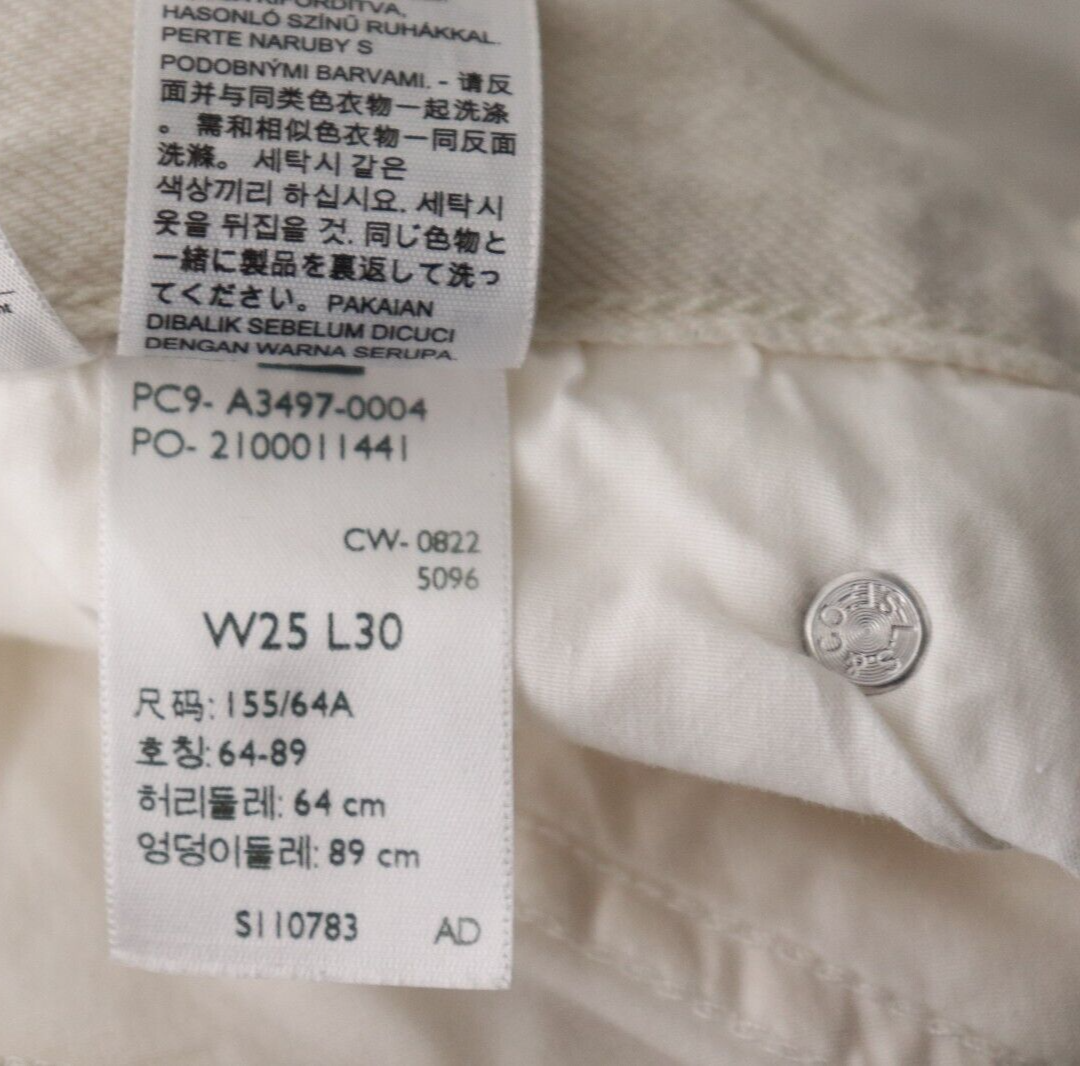 KIFORDÍTVA,
HASONLÓ SZÍNŰ RUHÁKKAL.
PERTE NARUBY S
PODOBNÝMI BARVAMI. - 请反
面并与同类色衣物一起洗涤
。 需和相似色衣物一同反面
洗滌。 세탁시 같은
색상끼리 하십시요. 세탁시
옷을 뒤집을 것. 同じ色物と
一緒に製品を裏返して洗っ
てください。 PAKAIAN
DIBALIK SEBELUM DICUCI
DENGAN WARNA SERUPA.
PC9- A3497-0004
PO- 2100011441
CW- 0822
5096
W25 L30
尺码: 155/64A
호칭: 64-89
허리둘레: 64 cm
엉덩이둘레: 89 cm
S110783 AD